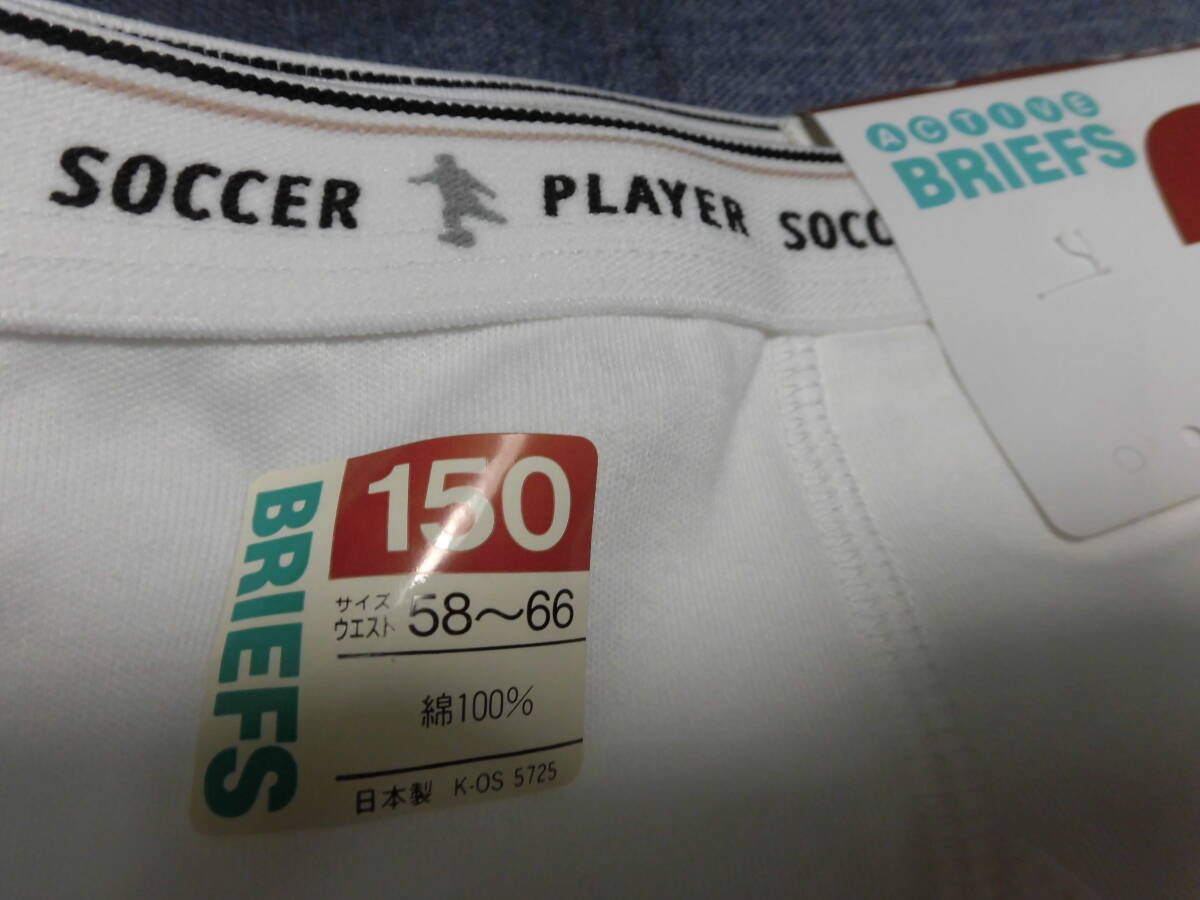 SOCCER PLAYER SOCC
ACTIVE
BRIEFS
BRIEFS
150
サイズ
ウエスト 58～66
綿100%
日本製 K-OS 5725